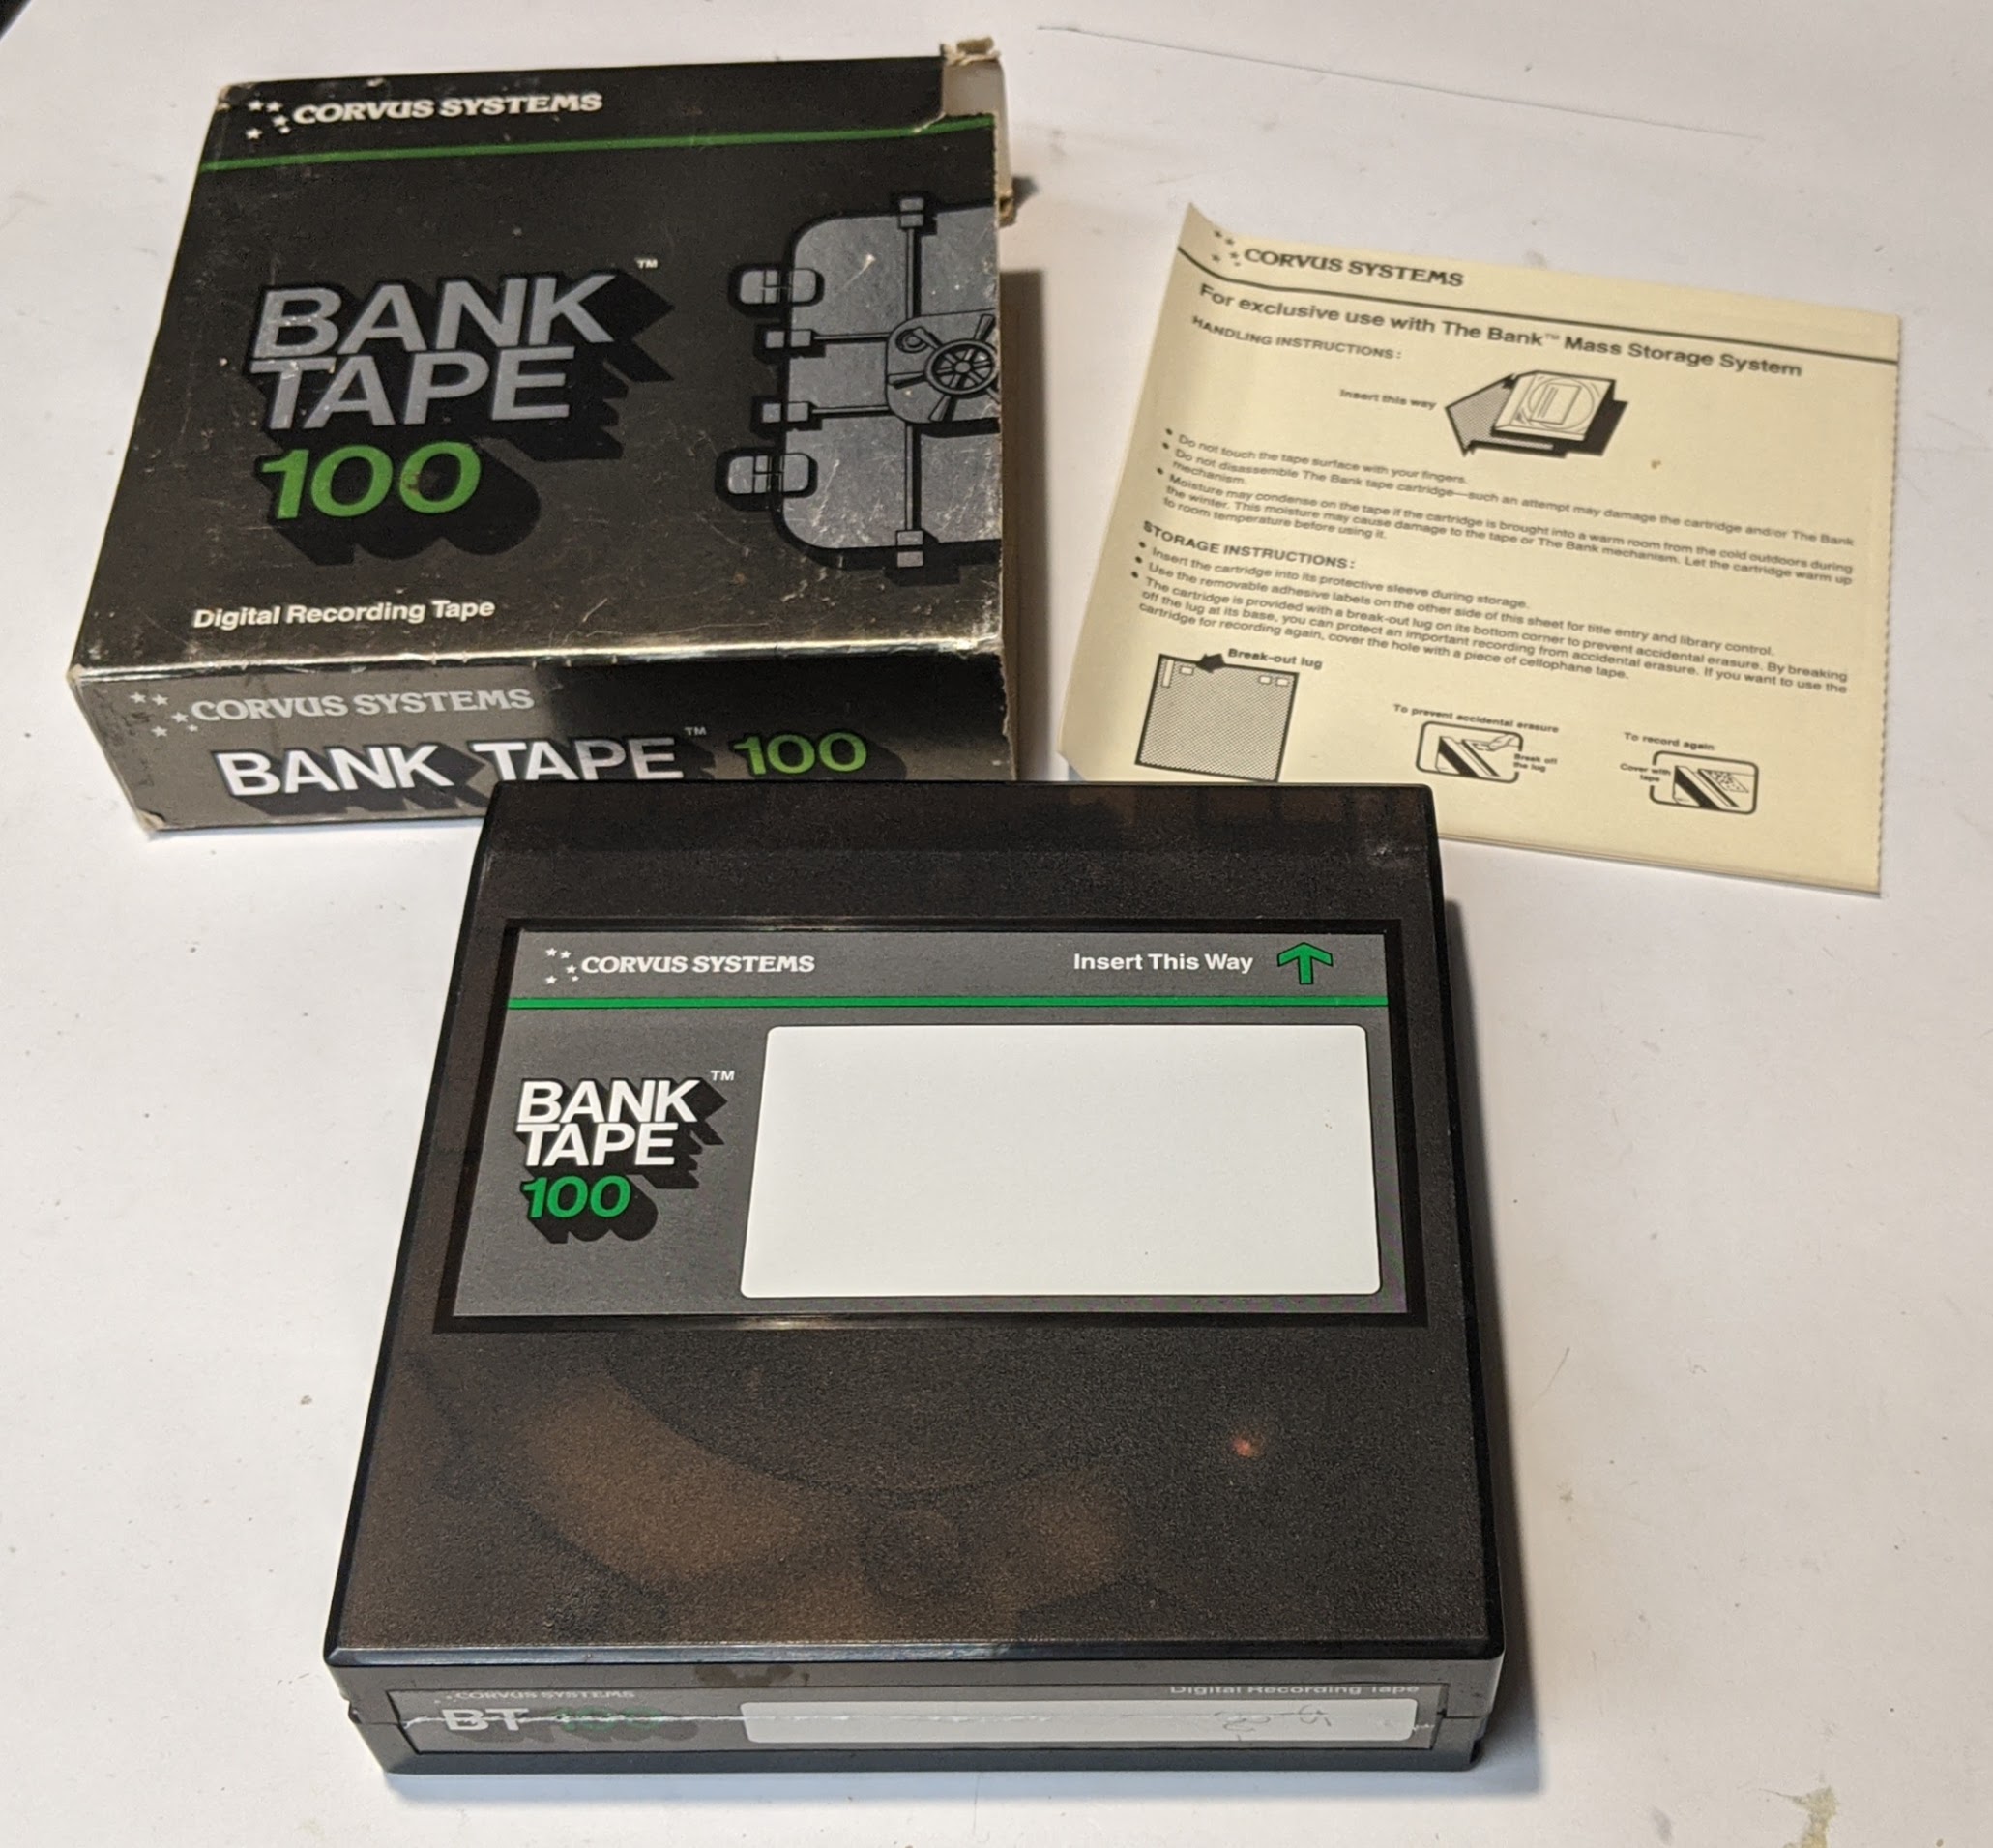 CORVUS SYSTEMS
BANK™
TAPE
100
Digital Recording Tape
CORVUS SYSTEMS
BANK TAPE™ 100
CORVUS SYSTEMS
For exclusive use with The Bank™ Mass Storage System
HANDLING INSTRUCTIONS:
Insert this way
• Do not touch the tape surface with your fingers.
• Do not disassemble The Bank tape cartridge—such an attempt may damage the cartridge and/or The Bank
mechanism.
• Moisture may condense on the tape if the cartridge is brought into a warm room from the cold outdoors during
the winter. This moisture may cause damage to the tape or The Bank mechanism. Let the cartridge warm up
to room temperature before using it.
STORAGE INSTRUCTIONS:
• Insert the cartridge into its protective sleeve during storage.
• Use the removable adhesive labels on the other side of this sheet for title entry and library control.
• The cartridge is provided with a break-out lug on its bottom corner to prevent accidental erasure. By breaking
off the lug at its base, you can protect an important recording from accidental erasure. If you want to use the
cartridge for recording again, cover the hole with a piece of cellophane tape.
Break-out lug
To prevent accidental erasure
Break off
the lug
To record again
Cover with
tape
CORVUS SYSTEMS
Insert This Way
BANK™
TAPE
100
CORVUS SYSTEMS
Digital Recording Tape
BT 100